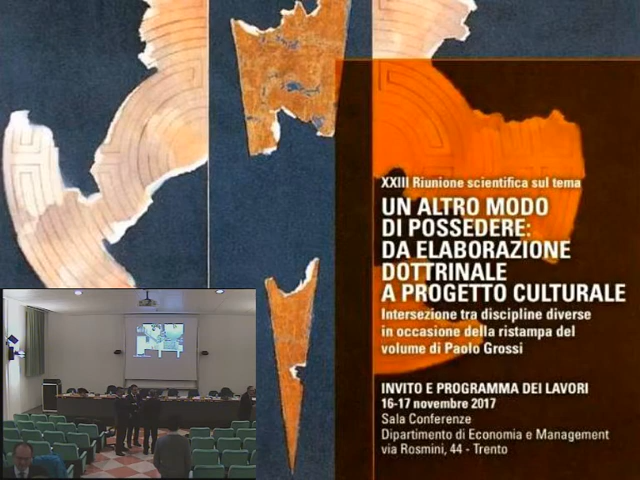 XXIII Riunione scientifica sul tema
UN ALTRO MODO
DI POSSEDERE:
DA ELABORAZIONE
DOTTRINALE
A PROGETTO CULTURALE
Intersezione tra discipline diverse
in occasione della ristampa del
volume di Paolo Grossi
INVITO E PROGRAMMA DEI LAVORI
16-17 novembre 2017
Sala Conferenze
Dipartimento di Economia e Management
via Rosmini, 44 - Trento